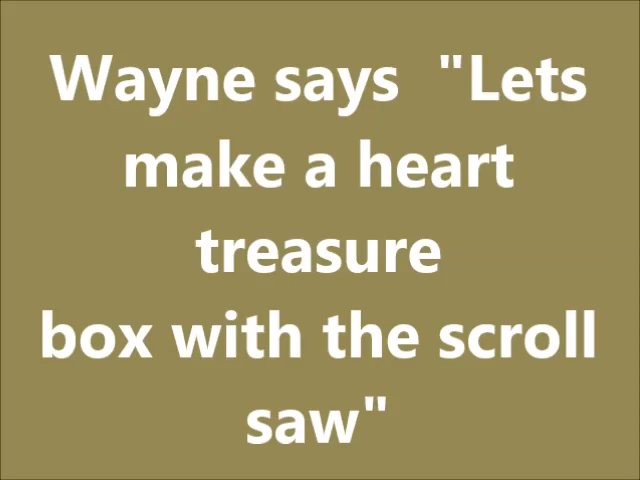 Wayne says  "Lets
make a heart
treasure
box with the scroll
saw"